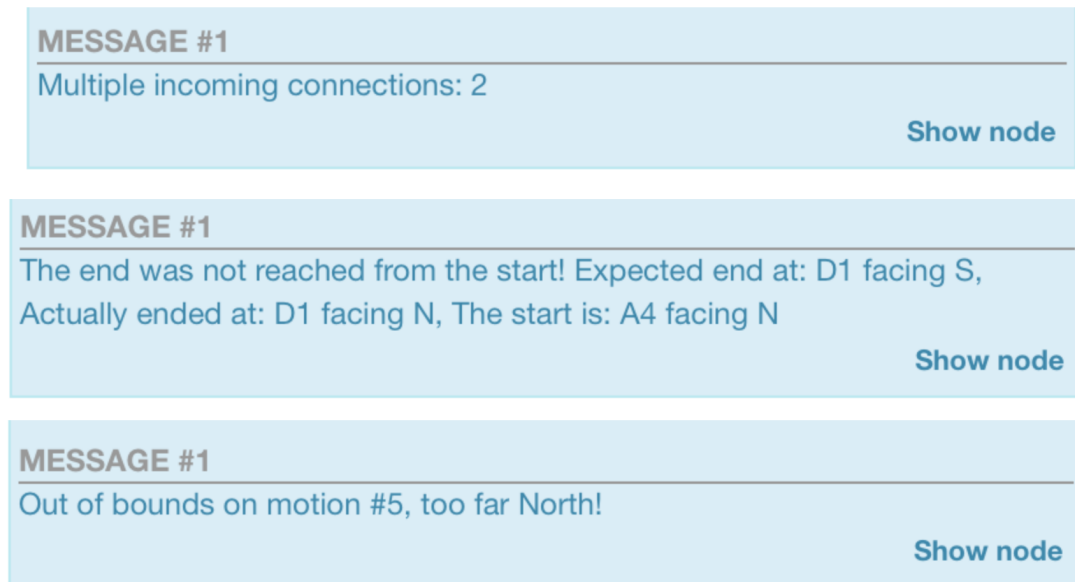 MESSAGE #1
Multiple incoming connections: 2
Show node
MESSAGE #1
The end was not reached from the start! Expected end at: D1 facing S,
Actually ended at: D1 facing N, The start is: A4 facing N
Show node
MESSAGE #1
Out of bounds on motion #5, too far North!
Show node